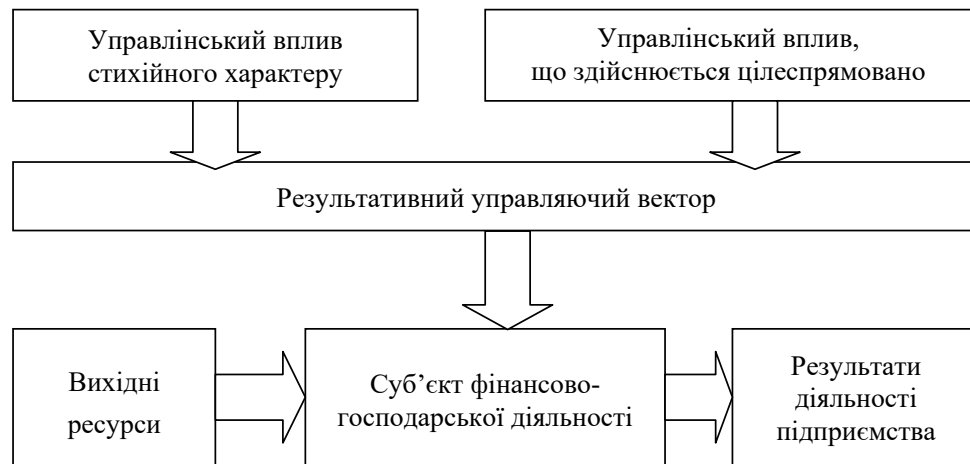 Управлінський вплив
стихійного характеру
Управлінський вплив,
що здійснюється цілеспрямовано
Результативний управляючий вектор
Вихідні
ресурси
Суб’єкт фінансово-
господарської діяльності
Результати
діяльності
підприємства